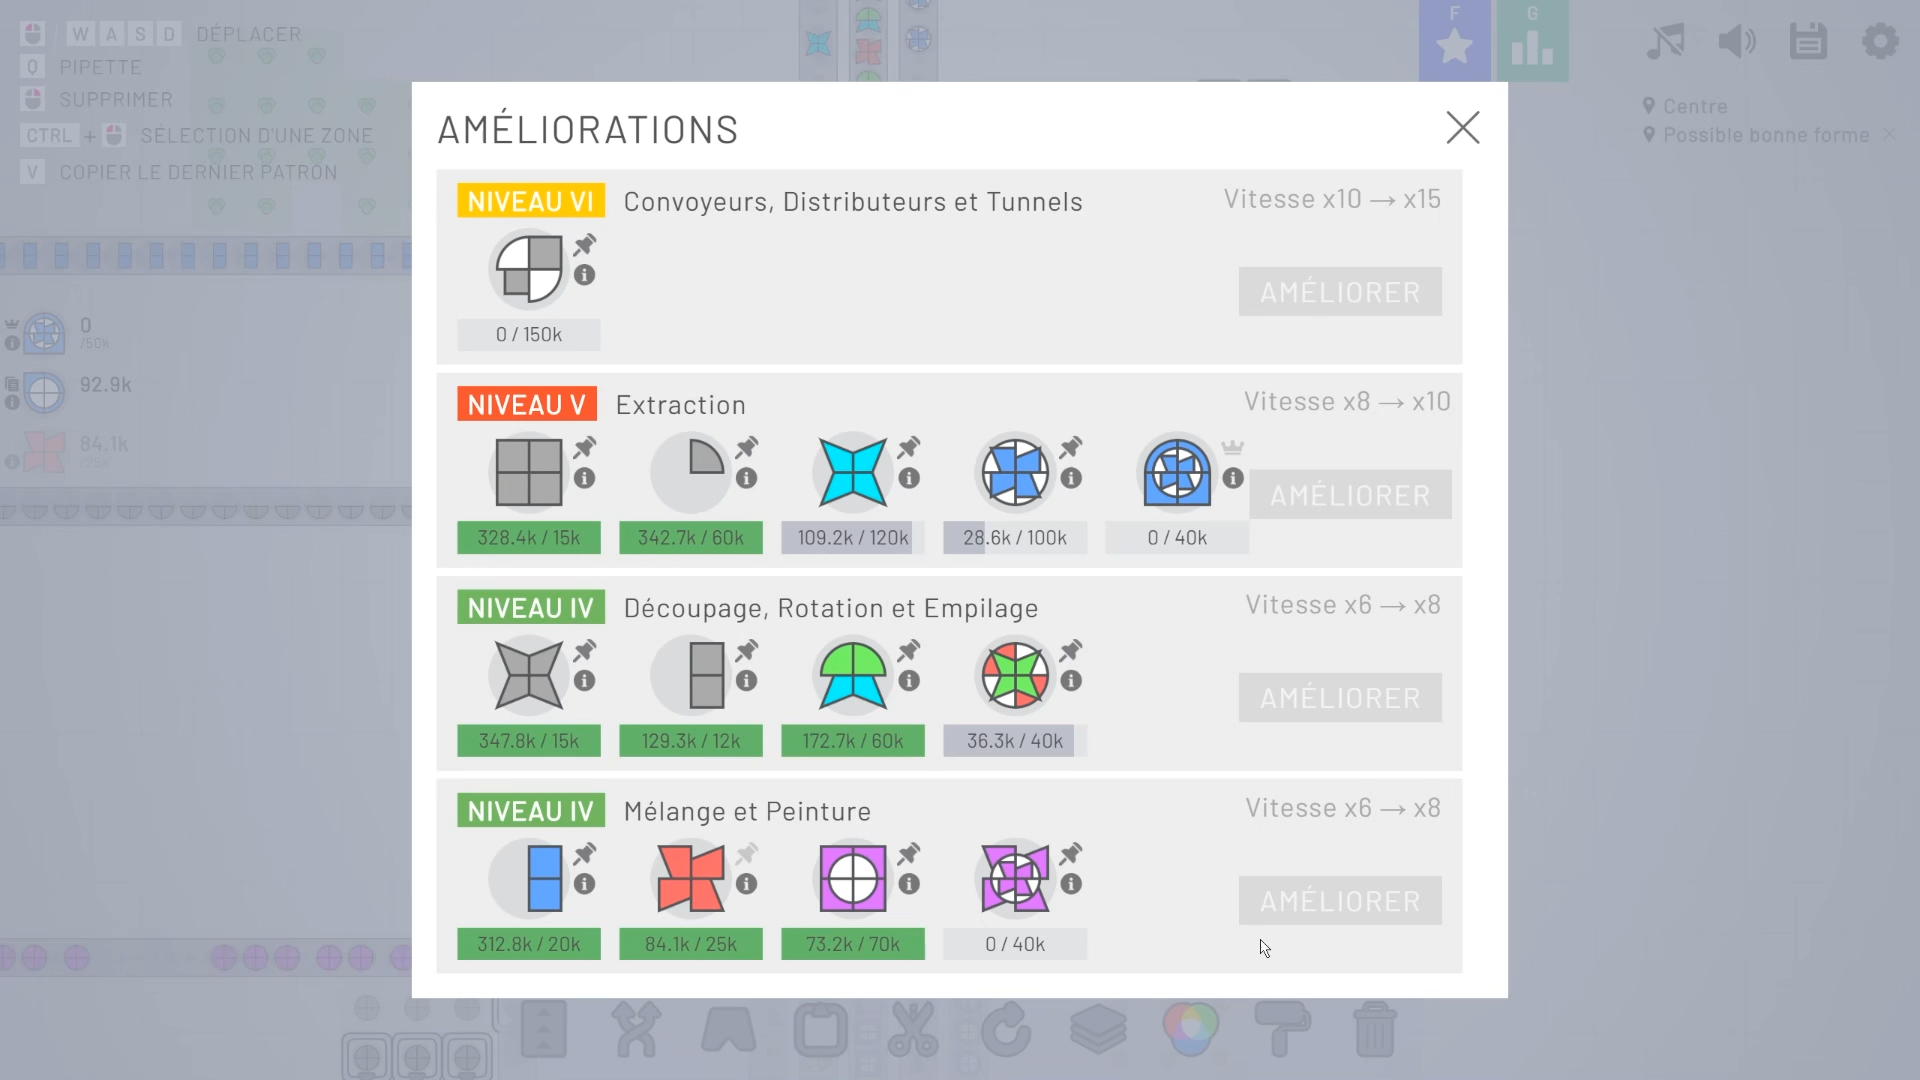 W A S D DÉPLACER
Q PIPETTE
SUPPRIMER
CTRL + SÉLECTION D'UNE ZONE
V COPIER LE DERNIER PATRON
F
G
Centre
Possible bonne forme
0
/50k
92.9k
84.1k
/25k
AMÉLIORATIONS
NIVEAU VI Convoyeurs, Distributeurs et Tunnels Vitesse x10 → x15
0 / 150k
AMÉLIORER
NIVEAU V Extraction Vitesse x8 → x10
328.4k / 15k 342.7k / 60k 109.2k / 120k 28.6k / 100k 0 / 40k
AMÉLIORER
NIVEAU IV Découpage, Rotation et Empilage Vitesse x6 → x8
347.8k / 15k 129.3k / 12k 172.7k / 60k 36.3k / 40k
AMÉLIORER
NIVEAU IV Mélange et Peinture Vitesse x6 → x8
312.8k / 20k 84.1k / 25k 73.2k / 70k 0 / 40k
AMÉLIORER